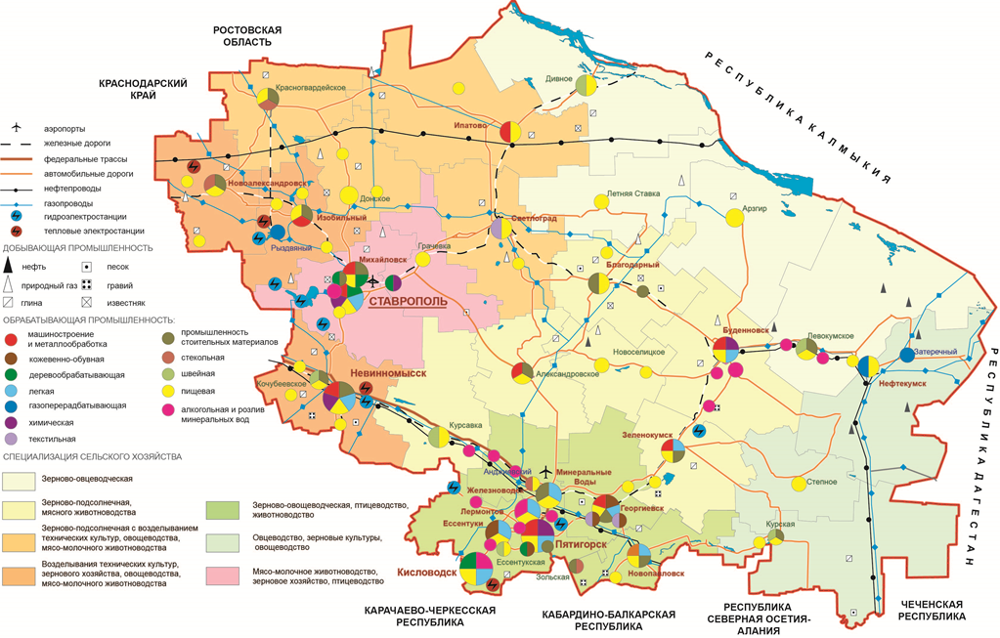 РОСТОВСКАЯ
ОБЛАСТЬ
КРАСНОДАРСКИЙ
КРАЙ
РЕСПУБЛИКА КАЛМЫКИЯ
РЕСПУБЛИКА ДАГЕСТАН
ЧЕЧЕНСКАЯ
РЕСПУБЛИКА
РЕСПУБЛИКА
СЕВЕРНАЯ ОСЕТИЯ-
АЛАНИЯ
КАБАРДИНО-БАЛКАРСКАЯ
РЕСПУБЛИКА
КАРАЧАЕВО-ЧЕРКЕССКАЯ
РЕСПУБЛИКА
аэропорты
железные дороги
федеральные трассы
автомобильные дороги
нефтепроводы
газопроводы
гидроэлектростанции
тепловые электростанции
ДОБЫВАЮЩАЯ ПРОМЫШЛЕННОСТЬ
нефть
песок
природный газ
гравий
глина
известняк
ОБРАБАТЫВАЮЩАЯ ПРОМЫШЛЕННОСТЬ:
машиностроение
и металлообработка
кожевенно-обувная
деревообрабатывающая
легкая
газоперерадбатывающая
химическая
текстильная
промышленность
стоительных материалов
стекольная
швейная
пищевая
алкогольная и розлив
минеральных вод
СПЕЦИАЛИЗАЦИЯ СЕЛЬСКОГО ХОЗЯЙСТВА
Зерново-овцеводческая
Зерново-подсолнечная,
мясного животноводства
Зерново-подсолнечная с возделыванием
технических культур, овощеводства,
мясо-молочного животноводства
Возделывания технических культур,
зернового хозяйства, овощеводства,
мясо-молочного животноводства
Зерново-овощеводческая, птицеводство,
животноводство
Овцеводство, зерновые культуры,
овощеводство
Мясо-молочное животноводство,
зерновое хозяйство, птицеводство
Дивное
Красногвардейское
Ипатово
Новоалександровск
Донское
Летняя Ставка
Арзгир
Изобильный
Светлоград
Рыздвяный
Грачевка
Михайловск
Благодарный
СТАВРОПОЛЬ
Буденновск
Левокумское
Затеречный
Новоселицкое
Невинномысск
Александровское
Кочубеевское
Нефтекумск
Курсавка
Зеленокумск
Анджиевский
Минеральные
Воды
Степное
Железноводск
Лермонтов
Георгиевск
Ессентуки
Курская
Пятигорск
Ессентукская
Кисловодск
Зольская
Новопавловск